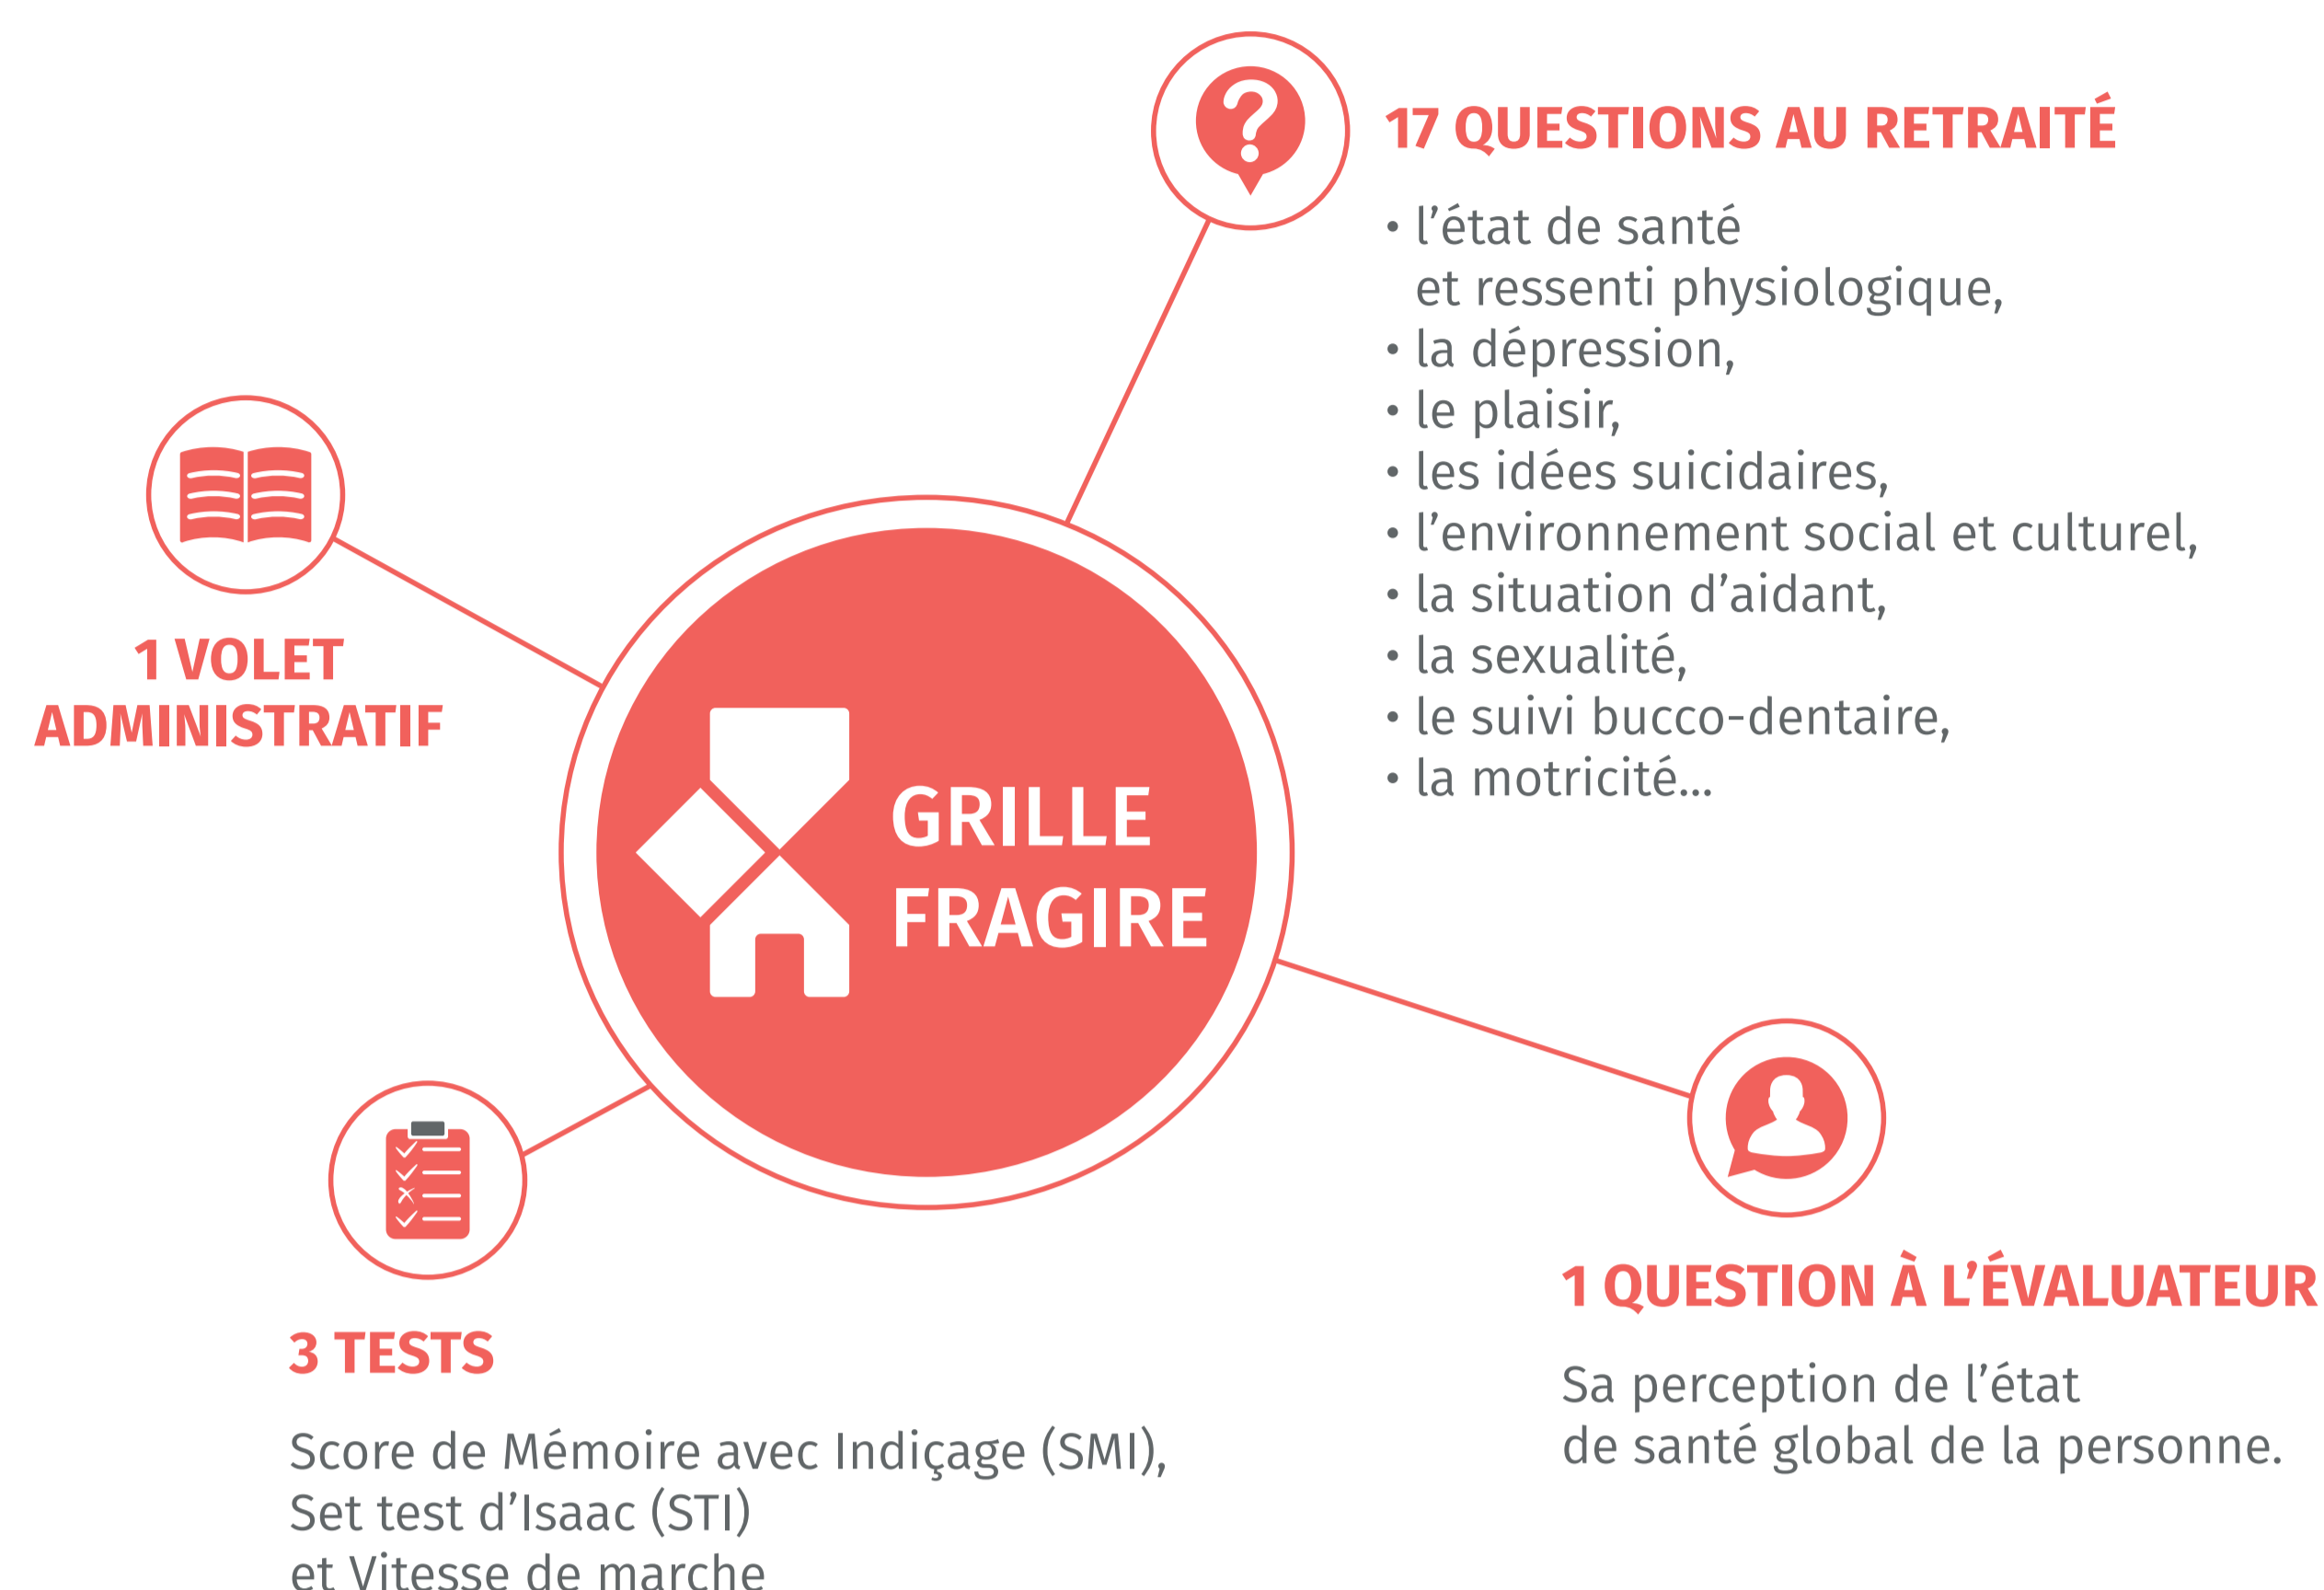 17 QUESTIONS AU RETRAITÉ
• l'état de santé
et ressenti physiologique,
• la dépression,
• le plaisir,
• les idées suicidaires,
• l'environnement social et culturel,
• la situation d'aidant,
• la sexualité,
• le suivi bucco-dentaire,
• la motricité...
1 VOLET
ADMINISTRATIF
GRILLE
FRAGIRE
1 QUESTION À L'ÉVALUATEUR
Sa perception de l'état
de santé global de la personne.
3 TESTS
Score de Mémoire avec Indiçage (SMI),
Set test d'Isaac (STI)
et Vitesse de marche